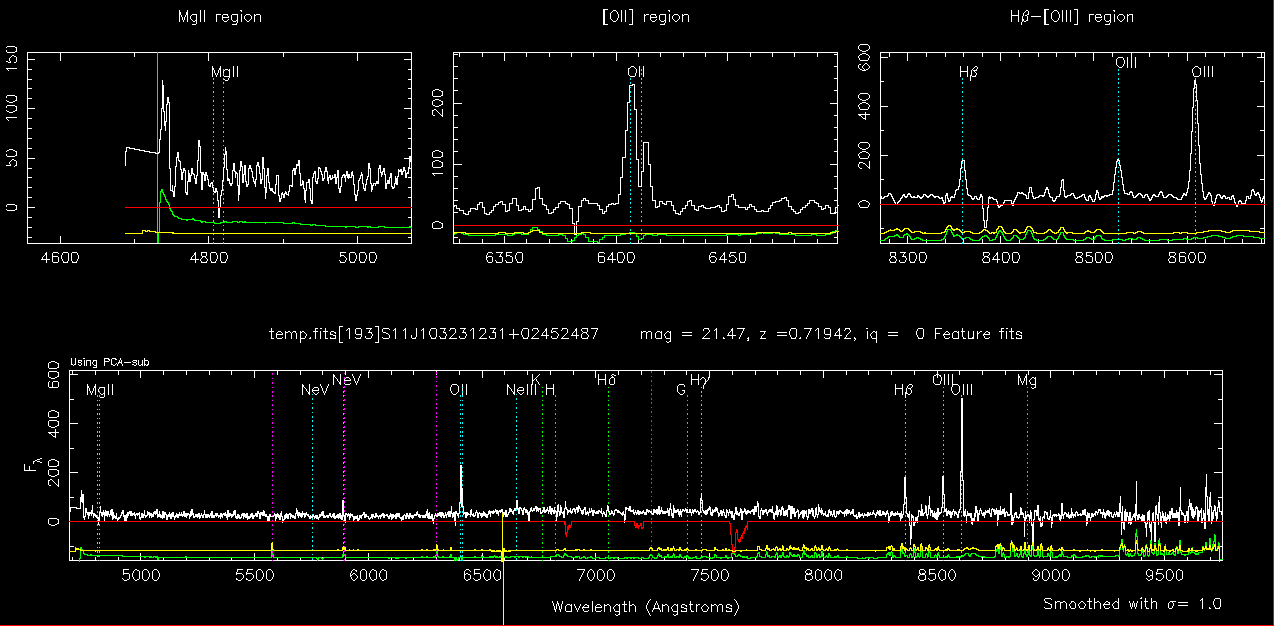 MgII region [OII] region Hβ-[OIII] region
150
100
50
0
MgII
4600 4800 5000
200
100
0
OII
6350 6400 6450
600
400
200
0
Hβ OIII OIII
8300 8400 8500 8600
temp.fits[193]S11J103231231+02452487 mag = 21.47, z =0.71942, iq = 0 Feature fits
Using PCA-sub
600
400
200
0
Fλ
MgII NeV NeV OII NeIII K H Hδ G Hγ Hβ OIII OIII Mg
5000 5500 6000 6500 7000 7500 8000 8500 9000 9500
Wavelength (Angstroms)
Smoothed with σ= 1.0